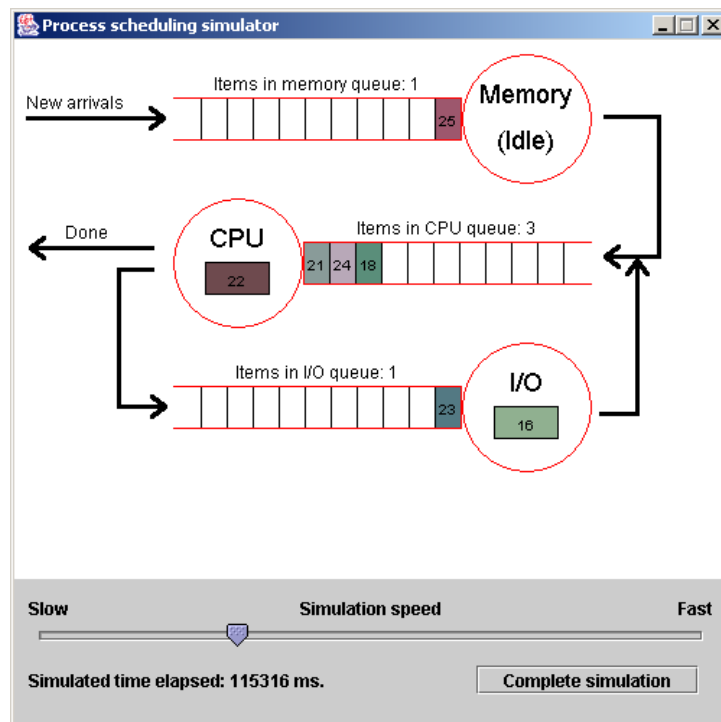 Process scheduling simulator
Items in memory queue: 1
New arrivals
25
Memory
(Idle)
Done
CPU
22
Items in CPU queue: 3
21 24 18
Items in I/O queue: 1
23
I/O
16
Slow Simulation speed Fast
Simulated time elapsed: 115316 ms. Complete simulation